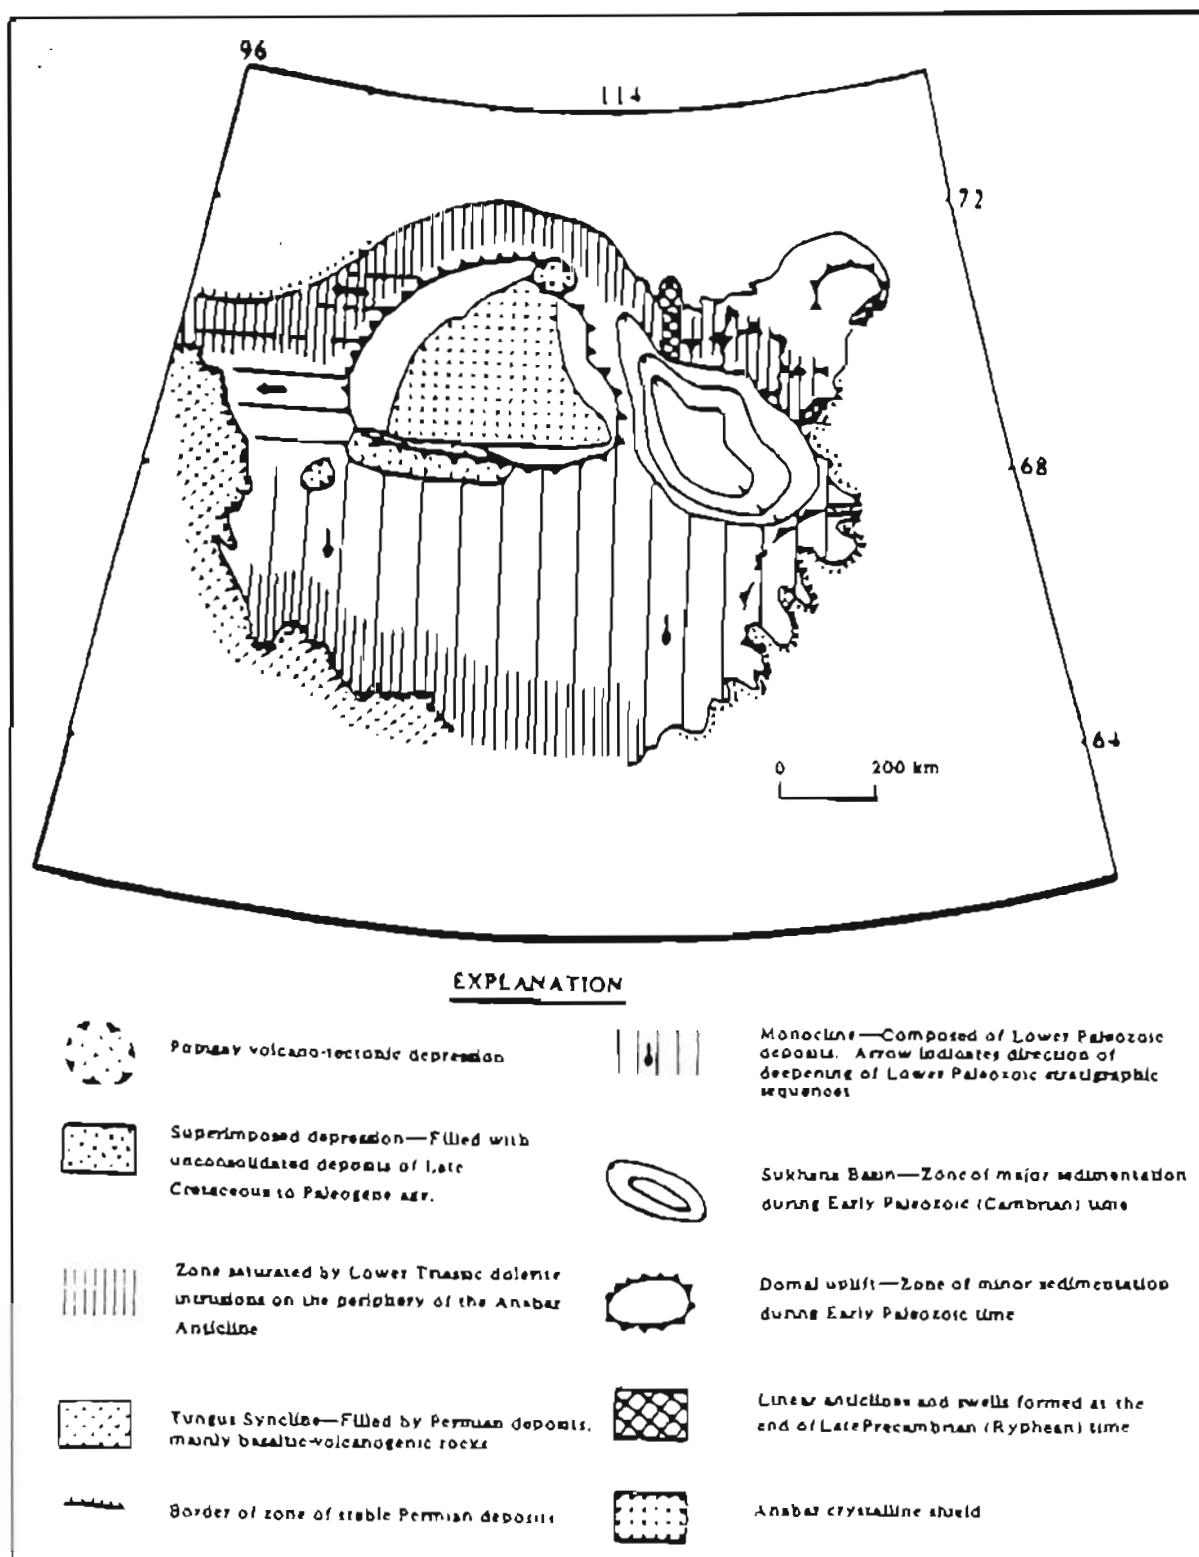 96
114
72
68
64
0 200 km
EXPLANATION
Popigay volcano-tectonic depression
Superimposed depression—Filled with
unconsolidated deposits of Late
Cretaceous to Paleogene age.
Zone saturated by Lower Triassic dolerite
intrusions on the periphery of the Anabar
Anticline
Tungus Syncline—Filled by Permian deposits,
mainly basaltic-volcanogenic rocks
Border of zone of stable Permian deposits
Monocline—Composed of Lower Paleozoic
deposits. Arrow indicates direction of
deepening of Lower Paleozoic stratigraphic
sequences
Sukhana Basin—Zone of major sedimentation
during Early Paleozoic (Cambrian) time
Domal uplift—Zone of minor sedimentation
during Early Paleozoic time
Linear anticlines and swells formed at the
end of Late Precambrian (Ryphean) time
Anabar crystalline shield